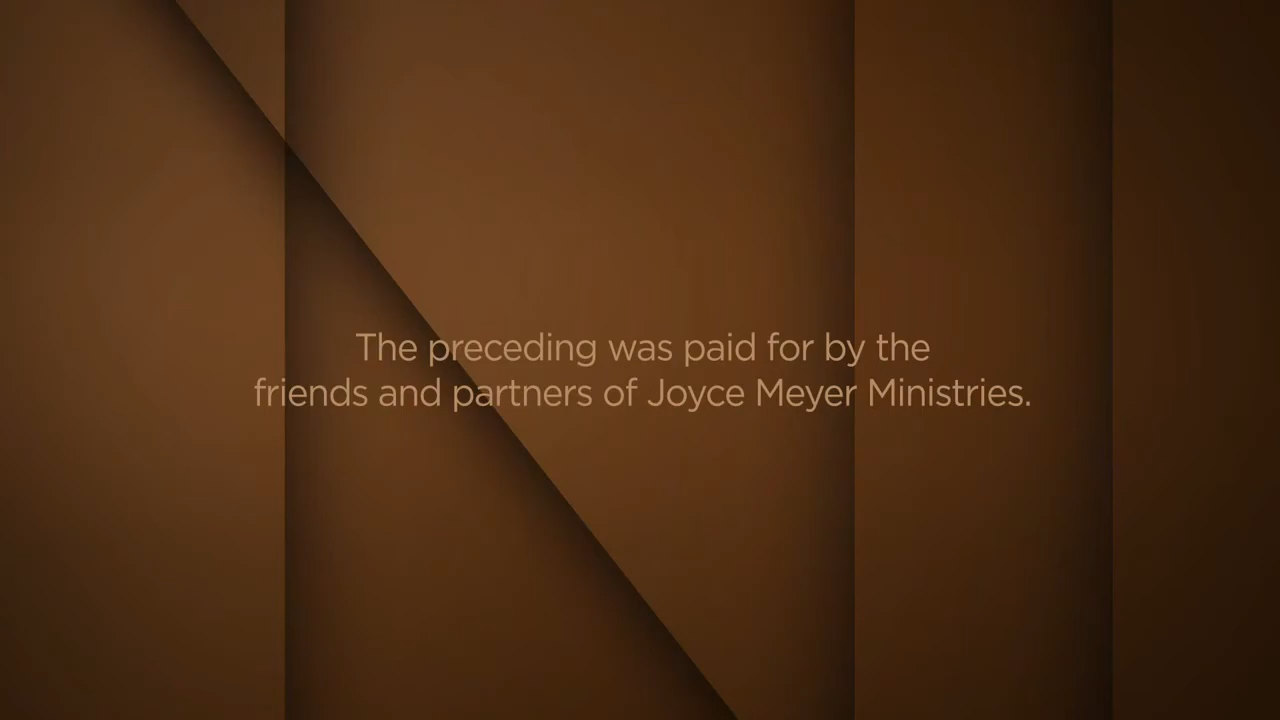 The preceding was paid for by the
friends and partners of Joyce Meyer Ministries.